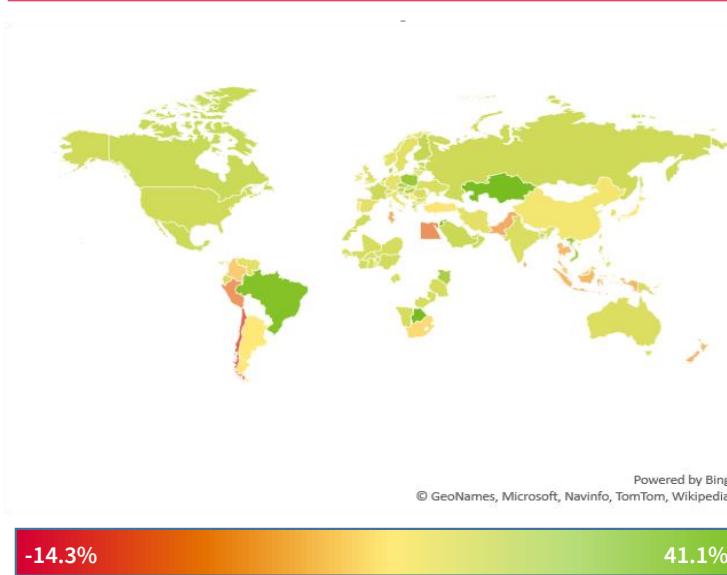 Powered by Bing
© GeoNames, Microsoft, Navinfo, TomTom, Wikipedia
-14.3%
41.1%